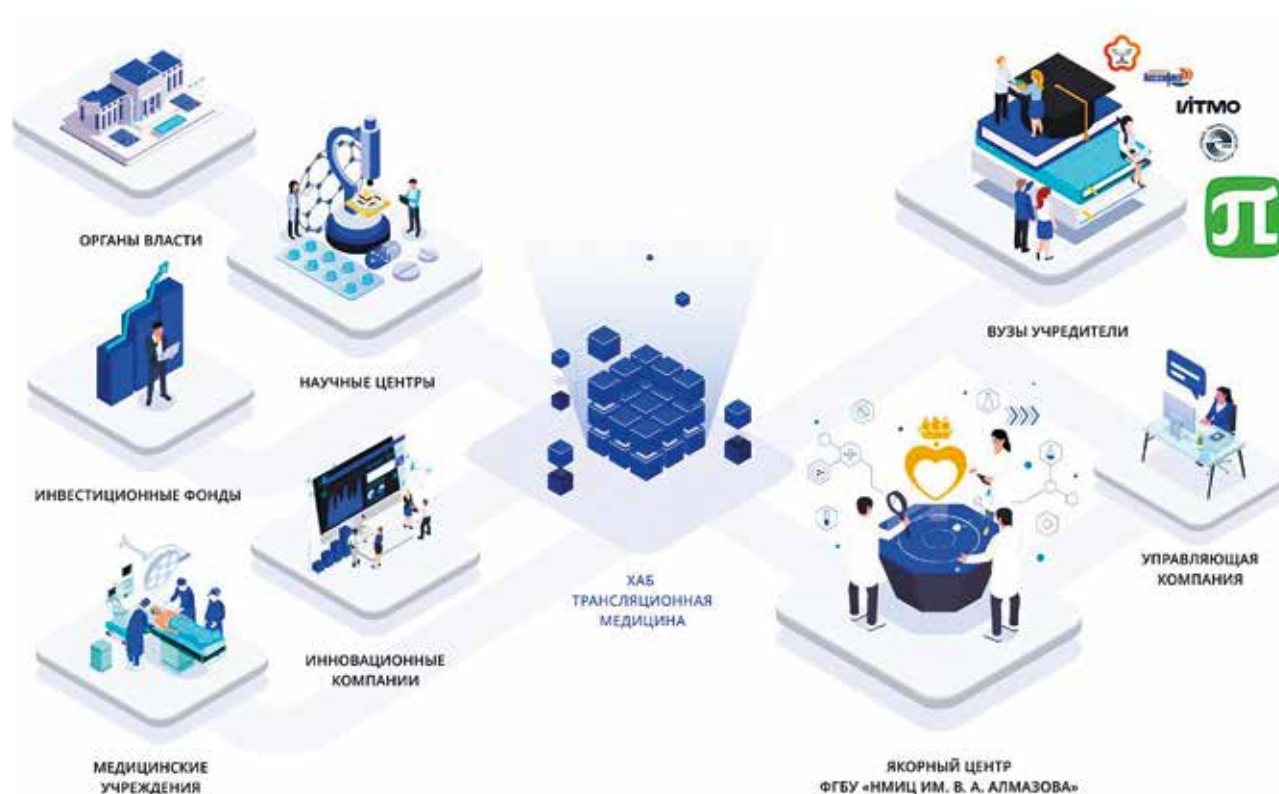 ОРГАНЫ ВЛАСТИ
НАУЧНЫЕ ЦЕНТРЫ
ИНВЕСТИЦИОННЫЕ ФОНДЫ
ИННОВАЦИОННЫЕ
КОМПАНИИ
МЕДИЦИНСКИЕ
УЧРЕЖДЕНИЯ
ХАБ
ТРАНСЛЯЦИОННАЯ
МЕДИЦИНА
ИТМО
π
ВУЗЫ УЧРЕДИТЕЛИ
УПРАВЛЯЮЩАЯ
КОМПАНИЯ
ЯКОРНЫЙ ЦЕНТР
ФГБУ «НМИЦ ИМ. В. А. АЛМАЗОВА»